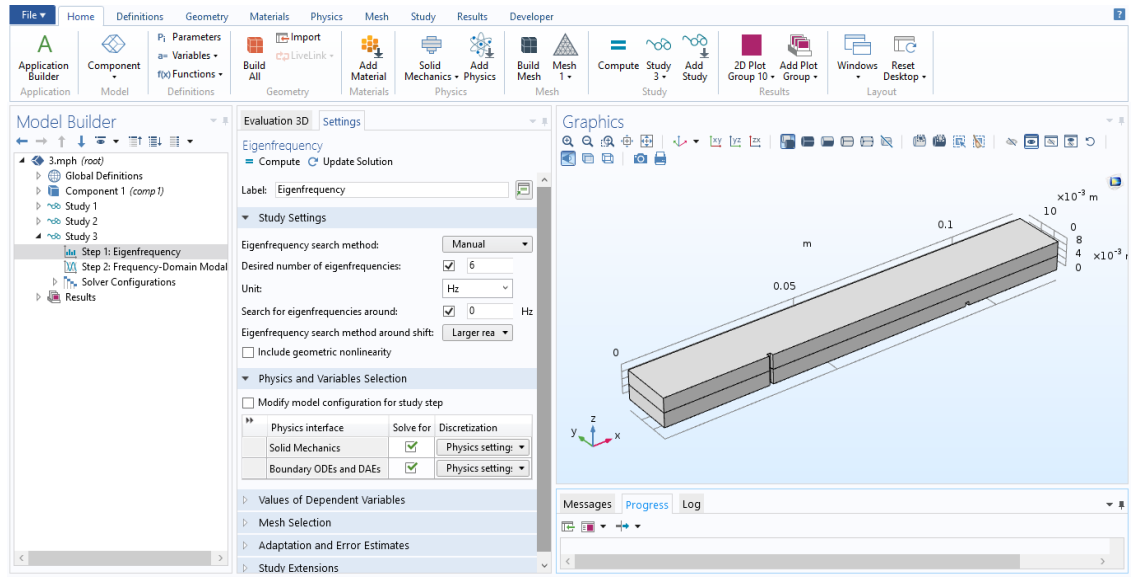 File ▾ Home Definitions Geometry Materials Physics Mesh Study Results Developer ?
Application Builder
Application
Component
Model
Pi Parameters
a= Variables
f(x) Functions
Definitions
Build All
Import
LiveLink
Geometry
Add Material
Materials
Solid Mechanics
Add Physics
Physics
Build Mesh
Mesh 1
Mesh
Compute
Study 3
Add Study
Study
2D Plot Group 10
Add Plot Group
Results
Windows
Reset Desktop
Layout
Model Builder
3.mph (root)
Global Definitions
Component 1 (comp1)
Study 1
Study 2
Study 3
Step 1: Eigenfrequency
Step 2: Frequency-Domain Modal
Solver Configurations
Results
Evaluation 3D Settings
Eigenfrequency
= Compute Update Solution
Label: Eigenfrequency
Study Settings
Eigenfrequency search method: Manual
Desired number of eigenfrequencies: 6
Unit: Hz
Search for eigenfrequencies around: 0 Hz
Eigenfrequency search method around shift: Larger rea
Include geometric nonlinearity
Physics and Variables Selection
Modify model configuration for study step
Physics interface Solve for Discretization
Solid Mechanics Physics setting:
Boundary ODEs and DAEs Physics setting:
Values of Dependent Variables
Mesh Selection
Adaptation and Error Estimates
Study Extensions
Graphics
xy yz zx
×10⁻³ m
10
0
0.1
8
4 ×10⁻³
0
m
0.05
0
z
y
x
Messages Progress Log